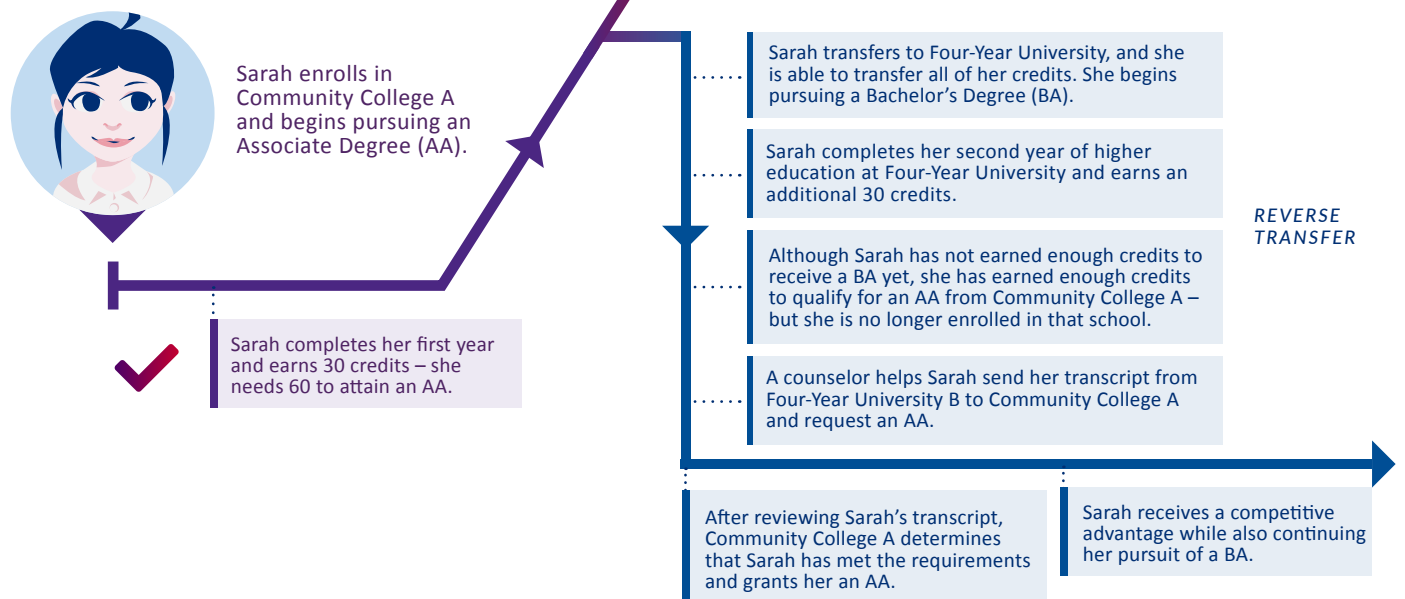 Sarah enrolls in
Community College A
and begins pursuing an
Associate Degree (AA).
Sarah completes her first year
and earns 30 credits – she
needs 60 to attain an AA.
Sarah transfers to Four-Year University, and she
is able to transfer all of her credits. She begins
pursuing a Bachelor’s Degree (BA).
Sarah completes her second year of higher
education at Four-Year University and earns an
additional 30 credits.
Although Sarah has not earned enough credits to
receive a BA yet, she has earned enough credits
to qualify for an AA from Community College A –
but she is no longer enrolled in that school.
A counselor helps Sarah send her transcript from
Four-Year University B to Community College A
and request an AA.
REVERSE
TRANSFER
After reviewing Sarah’s transcript,
Community College A determines
that Sarah has met the requirements
and grants her an AA.
Sarah receives a competitive
advantage while also continuing
her pursuit of a BA.